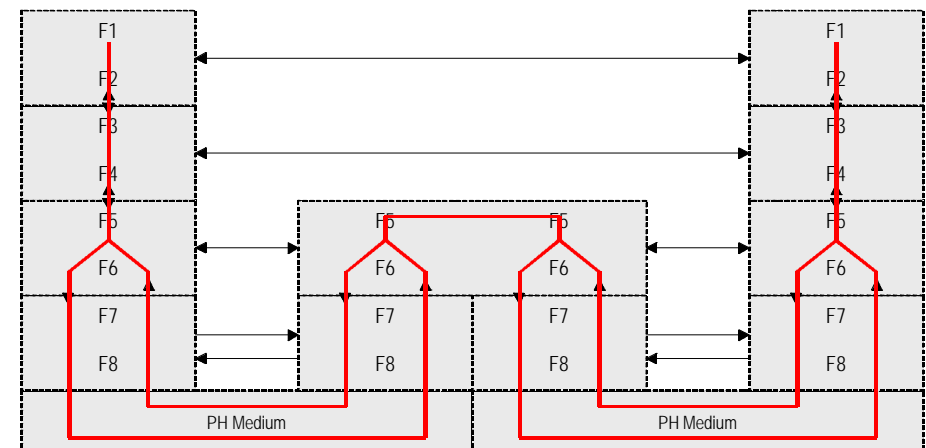 F1 F1
F2 F2
F3 F3
F4 F4
F5 F5 F5 F5
F6 F6 F6 F6
F7 F7 F7 F7
F8 F8 F8 F8
PH Medium PH Medium